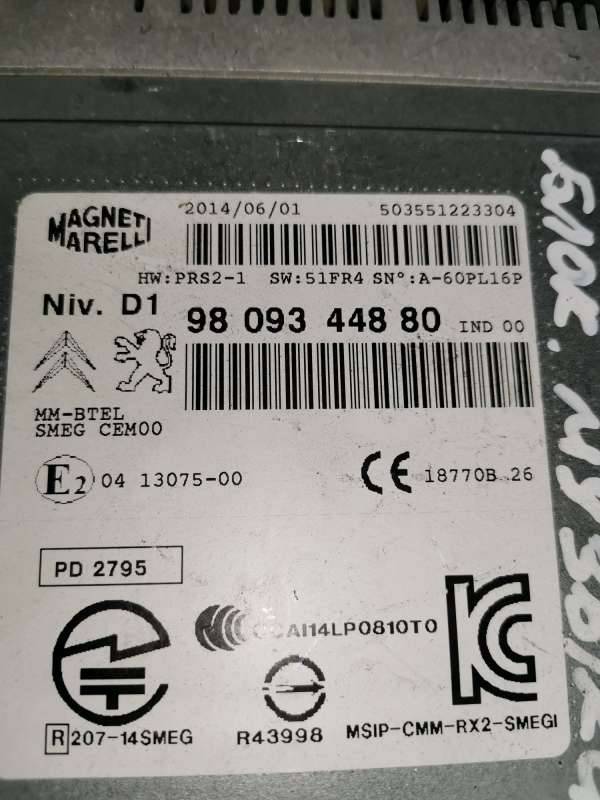 MAGNETI
MARELLI
2014/06/01 503551223304
HW:PRS2-1 SW:51FR4 SN°:A-60PL16P
Niv. D1 98 093 448 80 IND 00
MM-BTEL
SMEG CEM00
E2 04 13075-00
CE 18770B 26
PD 2795
CCAI14LP0810T0
R 207-14SMEG R43998 MSIP-CMM-RX2-SMEGI
БЛОК.